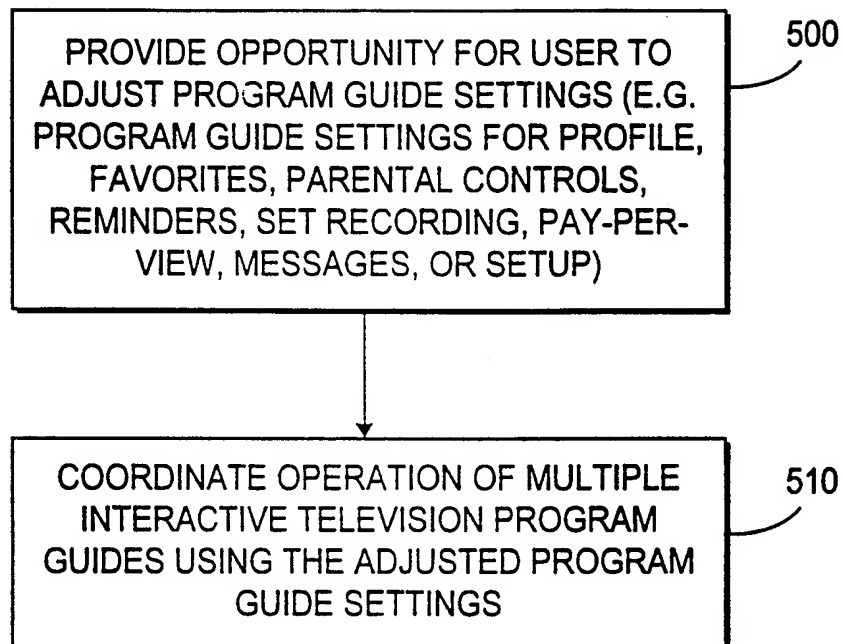 PROVIDE OPPORTUNITY FOR USER TO
ADJUST PROGRAM GUIDE SETTINGS (E.G.
PROGRAM GUIDE SETTINGS FOR PROFILE,
FAVORITES, PARENTAL CONTROLS,
REMINDERS, SET RECORDING, PAY-PER-
VIEW, MESSAGES, OR SETUP)
500
COORDINATE OPERATION OF MULTIPLE
INTERACTIVE TELEVISION PROGRAM
GUIDES USING THE ADJUSTED PROGRAM
GUIDE SETTINGS
510